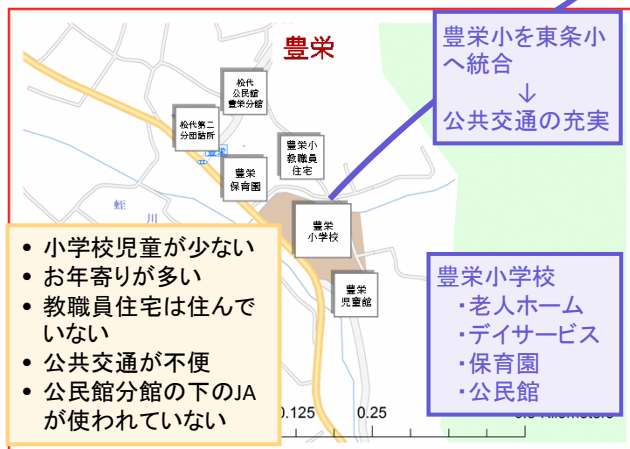 豊栄
豊栄小を東条小
へ統合
↓
公共交通の充実
松代
公民館
豊栄分館
松代第二
分団詰所
豊栄
豊栄小
教職員
住宅
豊栄
保育園
豊栄
小学校
豊栄
児童館
蛭
川
• 小学校児童が少ない
• お年寄りが多い
• 教職員住宅は住んで
いない
• 公共交通が不便
• 公民館分館の下のJA
が使われていない
豊栄小学校
・老人ホーム
・デイサービス
・保育園
・公民館
0.125
0.25